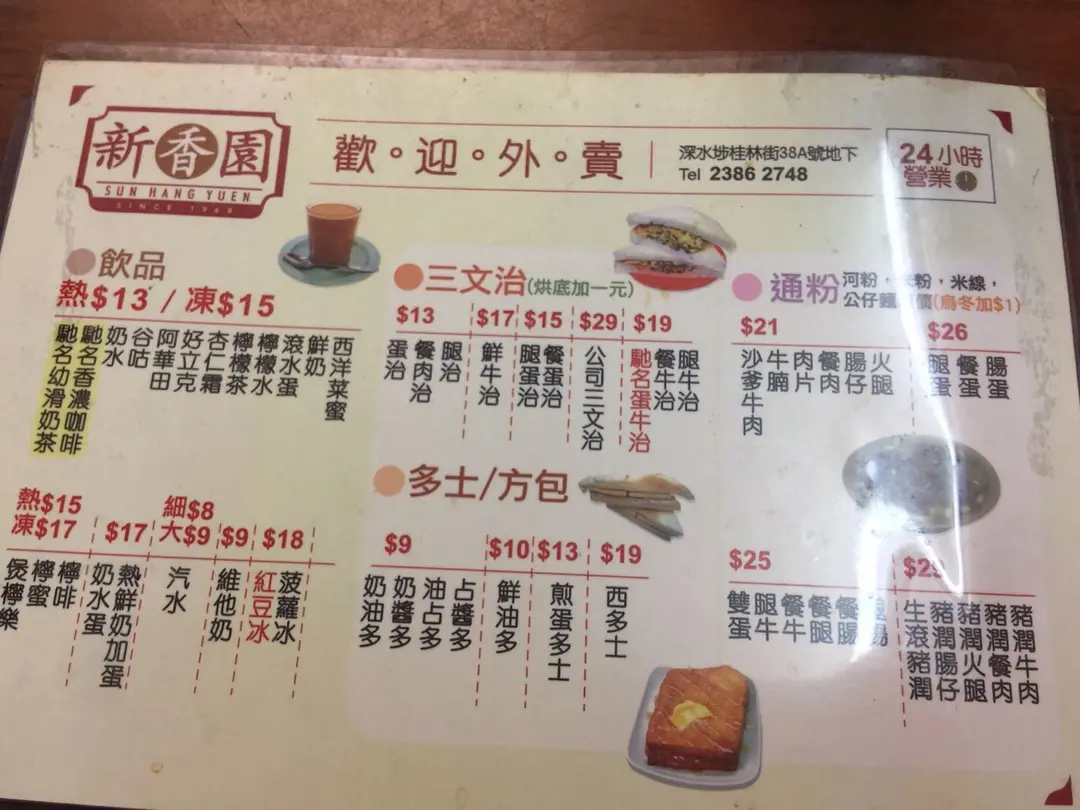 新香園
SUN HANG YUEN
SINCE 1968
歡。迎。外。賣
深水埗桂林街38A號地下
Tel 2386 2748
24小時
營業
飲品
熱$13 / 凍$15
馳名幼滑奶茶
馳名香濃咖啡
奶水
谷咕
阿華田
好立克
杏仁霜
檸檬茶
檸檬水
滾水蛋
鮮奶
西洋菜蜜
熱$15
凍$17
煲檸樂
檸蜜
檸啡
$17
奶水蛋
熱鮮奶加蛋
細$8
大$9
汽水
$9
維他奶
$18
紅豆冰
菠蘿冰
三文治(烘底加一元)
$13
蛋治
餐肉治
腿治
$17
鮮牛治
$15
腿蛋治
餐蛋治
$29
公司三文治
$19
馳名蛋牛治
餐牛治
腿牛治
多士/方包
$9
奶油多
奶醬多
油占多
占醬多
$10
鮮油多
$13
煎蛋多士
$19
西多士
通粉
河粉，粉，米線，
公仔麵價(烏冬加$1)
$21
沙爹牛肉
牛腩
肉片
餐肉
腸仔
火腿
$26
腿蛋
餐蛋
腸蛋
$25
雙蛋
腿牛
餐牛
餐腿
餐腸
生滾豬潤
豬潤腸仔
豬潤火腿
豬潤餐肉
豬潤牛肉